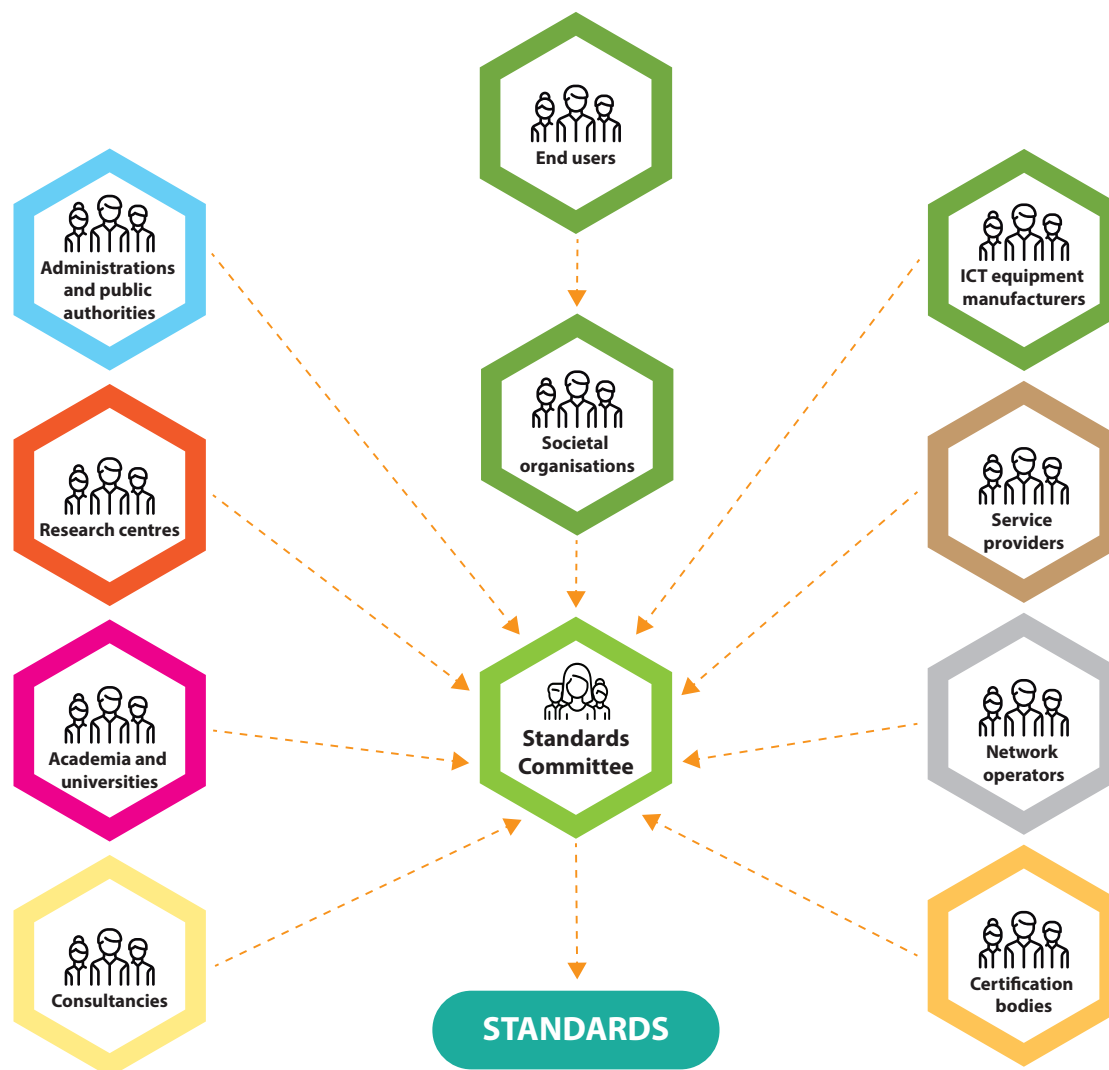 End users
Administrations
and public
authorities
ICT equipment
manufacturers
Societal
organisations
Research centres
Service
providers
Standards
Committee
Academia and
universities
Network
operators
Consultancies
Certification
bodies
STANDARDS